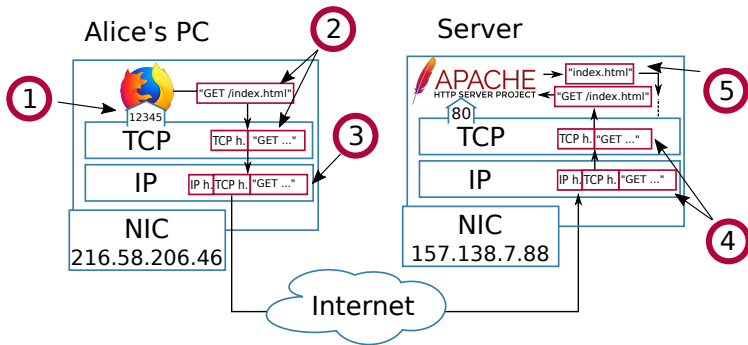 Alice's PC
1
2
"GET /index.html"
12345
TCP
TCP h.
"GET ..."
3
IP
IP h.
TCP h.
"GET ..."
NIC
216.58.206.46
Internet
Server
APACHE
HTTP SERVER PROJECT
"index.html"
"GET /index.html"
5
80
TCP
TCP h.
"GET ..."
IP
IP h.
TCP h.
"GET ..."
4
NIC
157.138.7.88